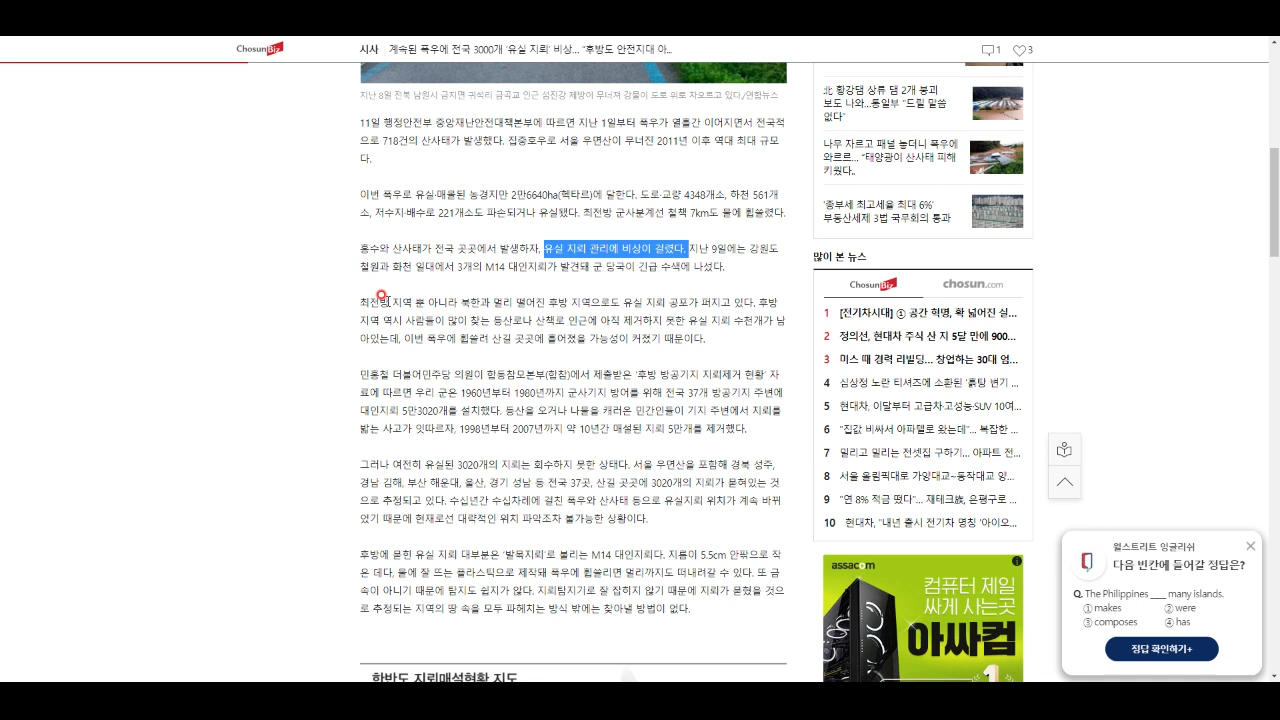 ChosunBiz
시사 계속된 폭우에 전국 3000개 '유실 지뢰' 비상... "후방도 안전지대 아...
1
3
지난 8일 전북 남원시 금지면 귀석리 금곡교 인근 섬진강 제방이 무너져 강물이 도로 위로 차오르고 있다./연합뉴스
11일 행정안전부 중앙재난안전대책본부에 따르면 지난 1일부터 폭우가 열흘간 이어지면서 전국적
으로 718건의 산사태가 발생했다. 집중호우로 서울 우면산이 무너진 2011년 이후 역대 최대 규모
다.
이번 폭우로 유실·매몰된 농경지만 2만6640ha(헥타르)에 달한다. 도로·교량 4348개소, 하천 561개
소, 저수지·배수로 221개소도 파손되거나 유실됐다. 최전방 군사분계선 철책 7km도 물에 휩쓸렸다.
홍수와 산사태가 전국 곳곳에서 발생하자, 유실 지뢰 관리에 비상이 걸렸다. 지난 9일에는 강원도
철원과 화천 일대에서 3개의 M14 대인지뢰가 발견돼 군 당국이 긴급 수색에 나섰다.
최전방 지역 뿐 아니라 북한과 멀리 떨어진 후방 지역으로도 유실 지뢰 공포가 퍼지고 있다. 후방
지역 역시 사람들이 많이 찾는 등산로나 산책로 인근에 아직 제거하지 못한 유실 지뢰 수천개가 남
아있는데, 이번 폭우에 휩쓸려 산길 곳곳에 흩어졌을 가능성이 커졌기 때문이다.
민홍철 더불어민주당 의원이 합동참모본부(합참)에서 제출받은 '후방 방공기지 지뢰제거 현황' 자
료에 따르면 우리 군은 1960년부터 1980년까지 군사기지 방어를 위해 전국 37개 방공기지 주변에
대인지뢰 5만3020개를 설치했다. 등산을 오거나 나물을 캐러온 민간인들이 기지 주변에서 지뢰를
밟는 사고가 잇따르자, 1998년부터 2007년까지 약 10년간 매설된 지뢰 5만개를 제거했다.
그러나 여전히 유실된 3020개의 지뢰는 회수하지 못한 상태다. 서울 우면산을 포함해 경북 성주,
경남 김해, 부산 해운대, 울산, 경기 성남 등 전국 37곳, 산길 곳곳에 3020개의 지뢰가 묻혀있는 것
으로 추정되고 있다. 수십년간 수십차례에 걸친 폭우와 산사태 등으로 유실지뢰 위치가 계속 바뀌
었기 때문에 현재로선 대략적인 위치 파악조차 불가능한 상황이다.
후방에 묻힌 유실 지뢰 대부분은 '발목지뢰'로 불리는 M14 대인지뢰다. 지름이 5.5cm 안팎으로 작
은 데다, 물에 잘 뜨는 플라스틱으로 제작돼 폭우에 휩쓸리면 멀리까지도 떠내려갈 수 있다. 또 금
속이 아니기 때문에 탐지도 쉽지가 않다. 지뢰탐지기로 잘 잡히지 않기 때문에 지뢰가 묻혔을 것으
로 추정되는 지역의 땅 속을 모두 파헤치는 방식 밖에는 찾아낼 방법이 없다.
한반도 지뢰매설현황 지도
北 황강댐 상류 댐 2개 붕괴
보도 나와...통일부 "드릴 말씀
없다"
나무 자르고 패널 놓더니 폭우에
와르르... "태양광이 산사태 피해
키웠다..
'종부세 최고세율 최대 6%'
부동산세제 3법 국무회의 통과
많이 본 뉴스
ChosunBiz chosun.com
1 [전기차시대] ① 공간 혁명, 확 넓어진 실...
2 정의선, 현대차 주식 산 지 5달 만에 900...
3 미스 때 경력 리빌딩... 창업하는 30대 엄...
4 심상정 노란 티셔츠에 소환된 '흙탕 변기 ...
5 현대차, 이달부터 고급차·고성능·SUV 10여...
6 "집값 비싸서 아파텔로 왔는데"... 복잡한 ...
7 밀리고 밀리는 전셋집 구하기... 아파트 전...
8 서울 올림픽대로 가양대교~동작대교 양...
9 "연 8% 적금 떴다"... 재테크族, 은평구로 ...
10 현대차, "내년 출시 전기차 명칭 '아이오...
assacom
컴퓨터 제일
싸게 사는곳
아싸컴
1
월스트리트 잉글리쉬
다음 빈칸에 들어갈 정답은?
Q. The Philippines ___ many islands.
① makes ② were
③ composes ④ has
정답 확인하기+